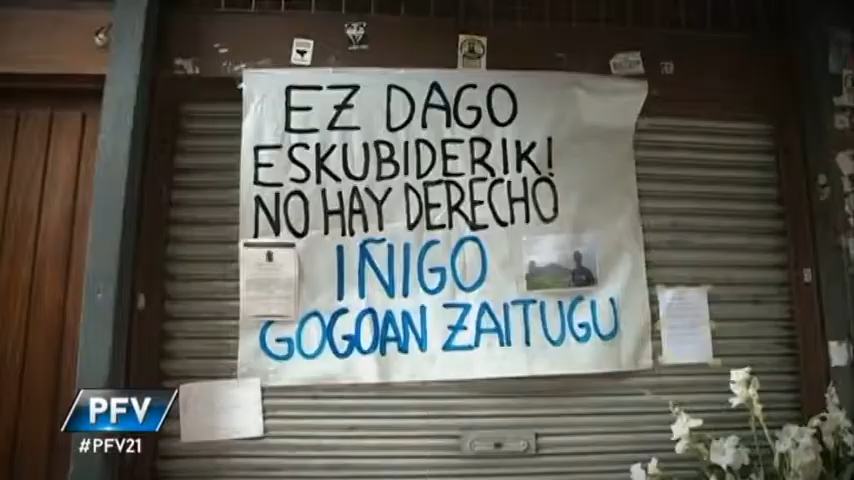 EZ DAGO
ESKUBIDERIK!
NO HAY DERECHO
IÑIGO
GOGOAN ZAITUGU
PFV
#PFV21